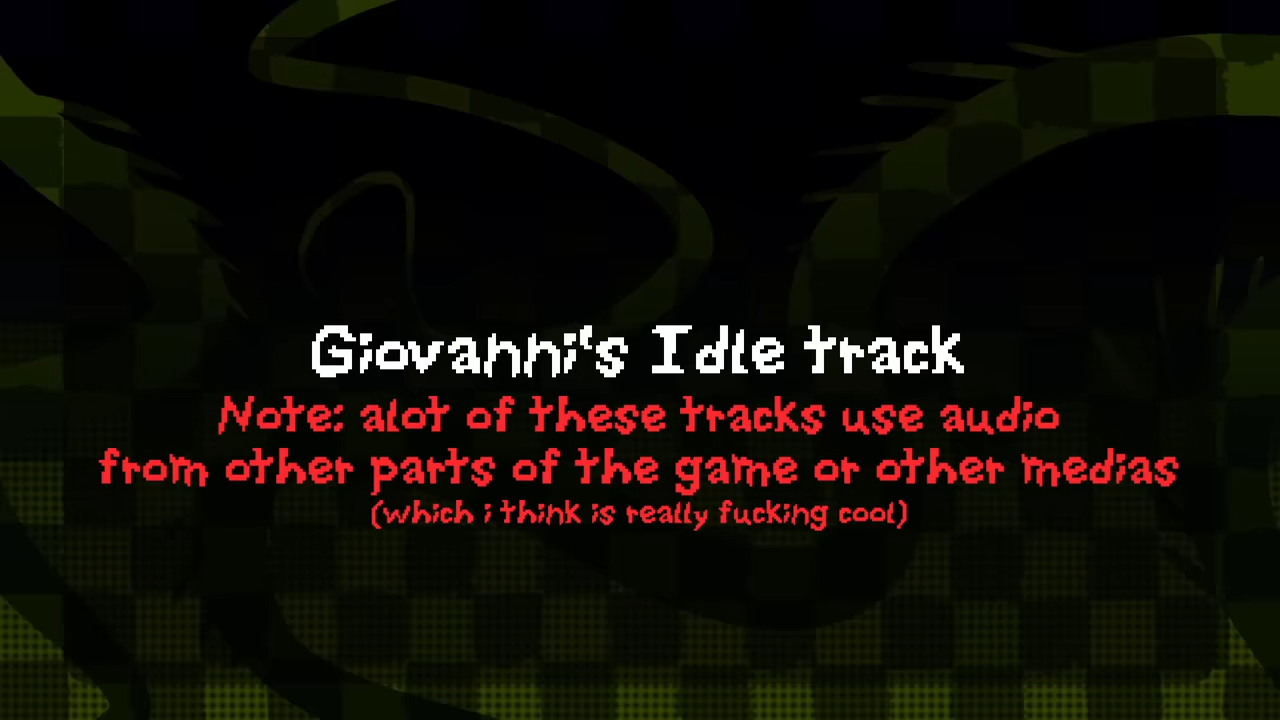 Giovanni's Idle track
Note: alot of these tracks use audio
from other parts of the game or other medias
(which i think is really fucking cool)